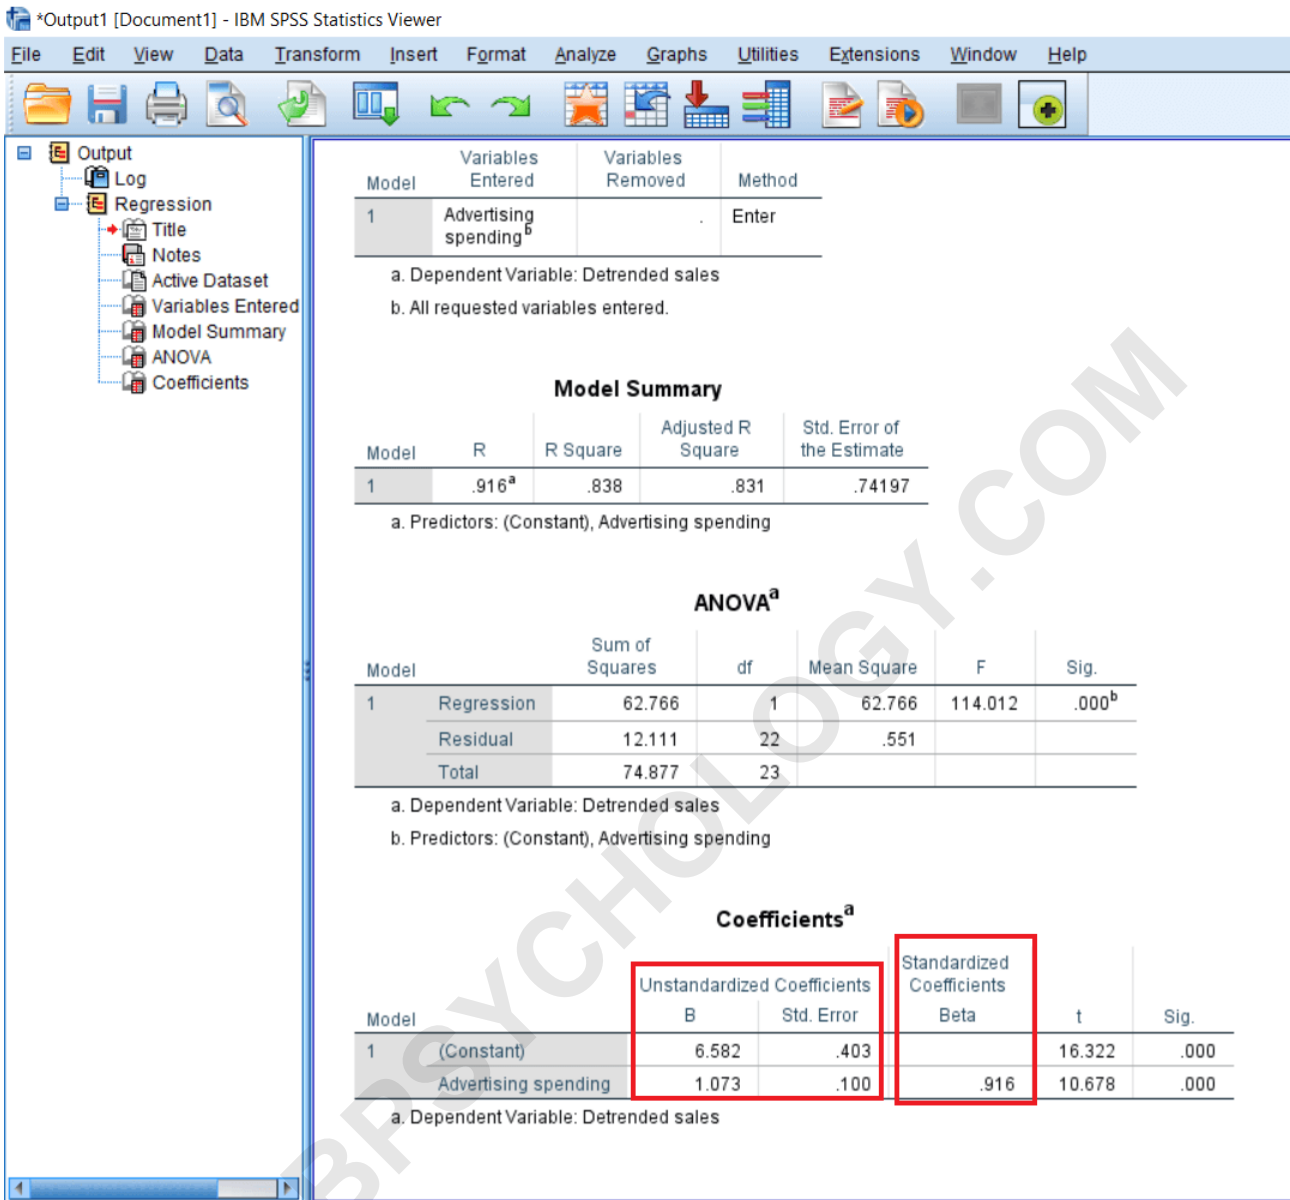 *Output1 [Document1] - IBM SPSS Statistics Viewer
File Edit View Data Transform Insert Format Analyze Graphs Utilities Extensions Window Help
Output
Log
Regression
Title
Notes
Active Dataset
Variables Entered
Model Summary
ANOVA
Coefficients
Model Variables Entered Variables Removed Method
1 Advertising spending^b . Enter
a. Dependent Variable: Detrended sales
b. All requested variables entered.
Model Summary
Model R R Square Adjusted R Square Std. Error of the Estimate
1 .916^a .838 .831 .74197
a. Predictors: (Constant), Advertising spending
ANOVA^a
Model Sum of Squares df Mean Square F Sig.
1 Regression 62.766 1 62.766 114.012 .000^b
Residual 12.111 22 .551
Total 74.877 23
a. Dependent Variable: Detrended sales
b. Predictors: (Constant), Advertising spending
Coefficients^a
Unstandardized Coefficients Standardized Coefficients
Model B Std. Error Beta t Sig.
1 (Constant) 6.582 .403 16.322 .000
Advertising spending 1.073 .100 .916 10.678 .000
a. Dependent Variable: Detrended sales
BPSYCHOLOGY.COM